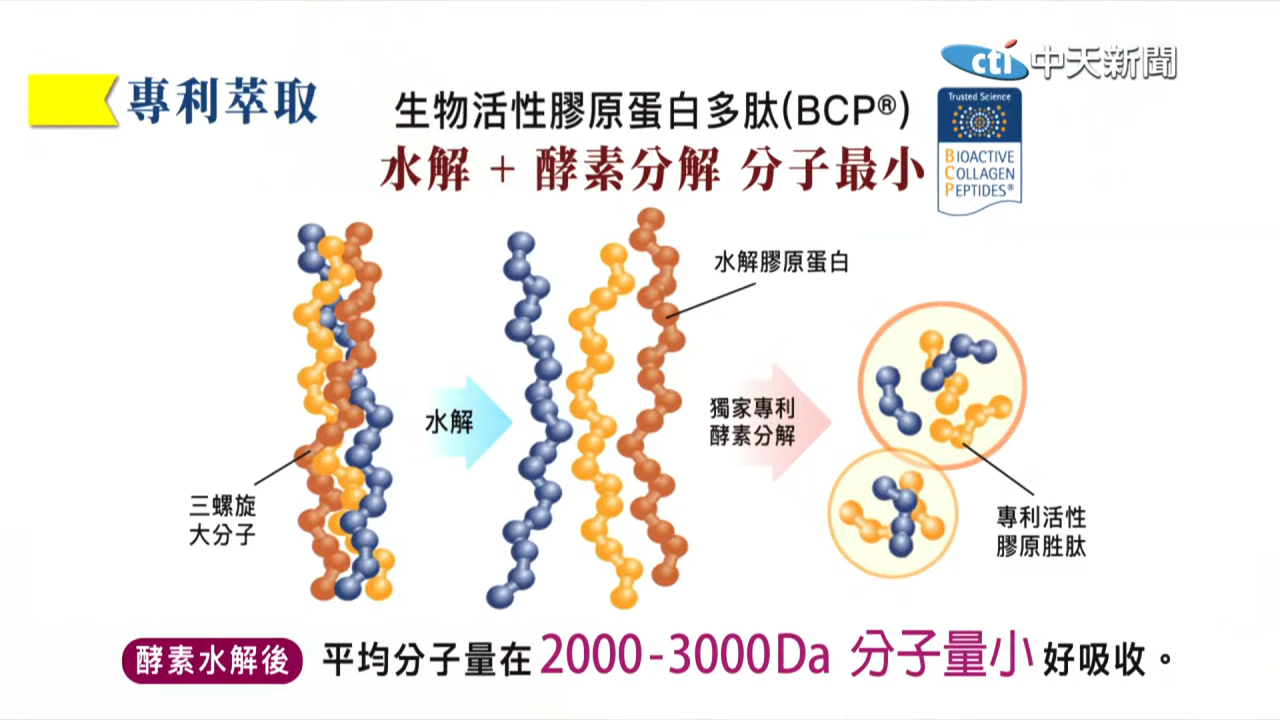 專利萃取
cti 中天新聞
生物活性膠原蛋白多肽(BCP®)
水解 + 酵素分解 分子最小
Trusted Science
BIOACTIVE
COLLAGEN
PEPTIDES®
水解膠原蛋白
水解
獨家專利
酵素分解
三螺旋
大分子
專利活性
膠原胜肽
酵素水解後
平均分子量在2000-3000Da 分子量小 好吸收。